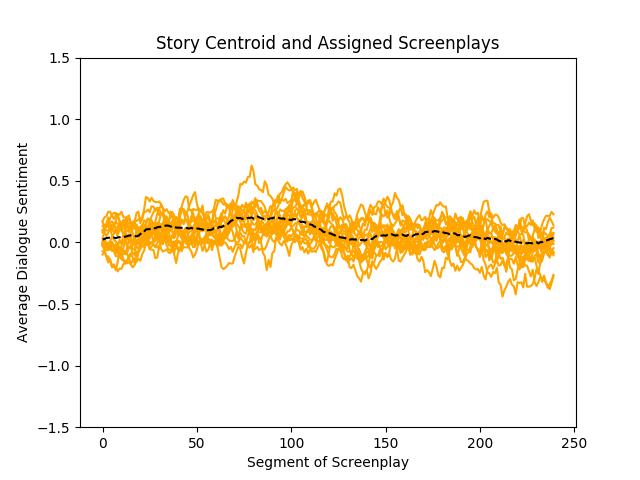 Story Centroid and Assigned Screenplays
1.5
1.0
0.5
0.0
−0.5
−1.0
−1.5
Average Dialogue Sentiment
0 50 100 150 200 250
Segment of Screenplay